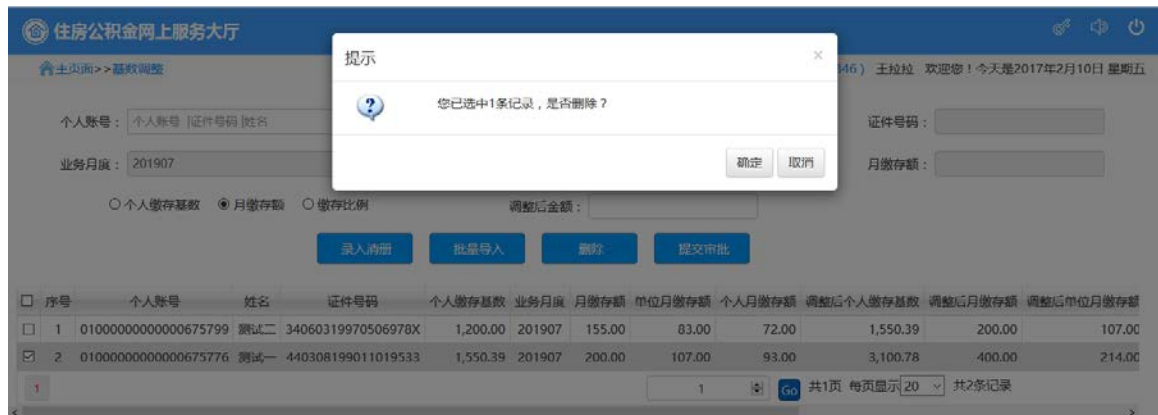 住房公积金网上服务大厅
提示
×
主页面>>基数调整
446） 王拉拉 欢迎您！今天是2017年2月10日 星期五
您已选中1条记录，是否删除？
个人账号： 个人账号 |证件号码|姓名
证件号码：
确定 取消
业务月度： 201907
月缴存额：
个人缴存基数 月缴存额 缴存比例 调整后金额：
录入清册 批量导入 删除 提交审批
序号 个人账号 姓名 证件号码 个人缴存基数 业务月度 月缴存额 单位月缴存额 个人月缴存额 调整后个人缴存基数 调整后月缴存额 调整后单位月缴存额
1 01000000000000675799 测试二 34060319970506978X 1,200.00 201907 155.00 83.00 72.00 1,550.39 200.00 107.00
2 01000000000000675776 测试一 440308199011019533 1,550.39 201907 200.00 107.00 93.00 3,100.78 400.00 214.00
1 1 Go 共1页 每页显示 20 共2条记录